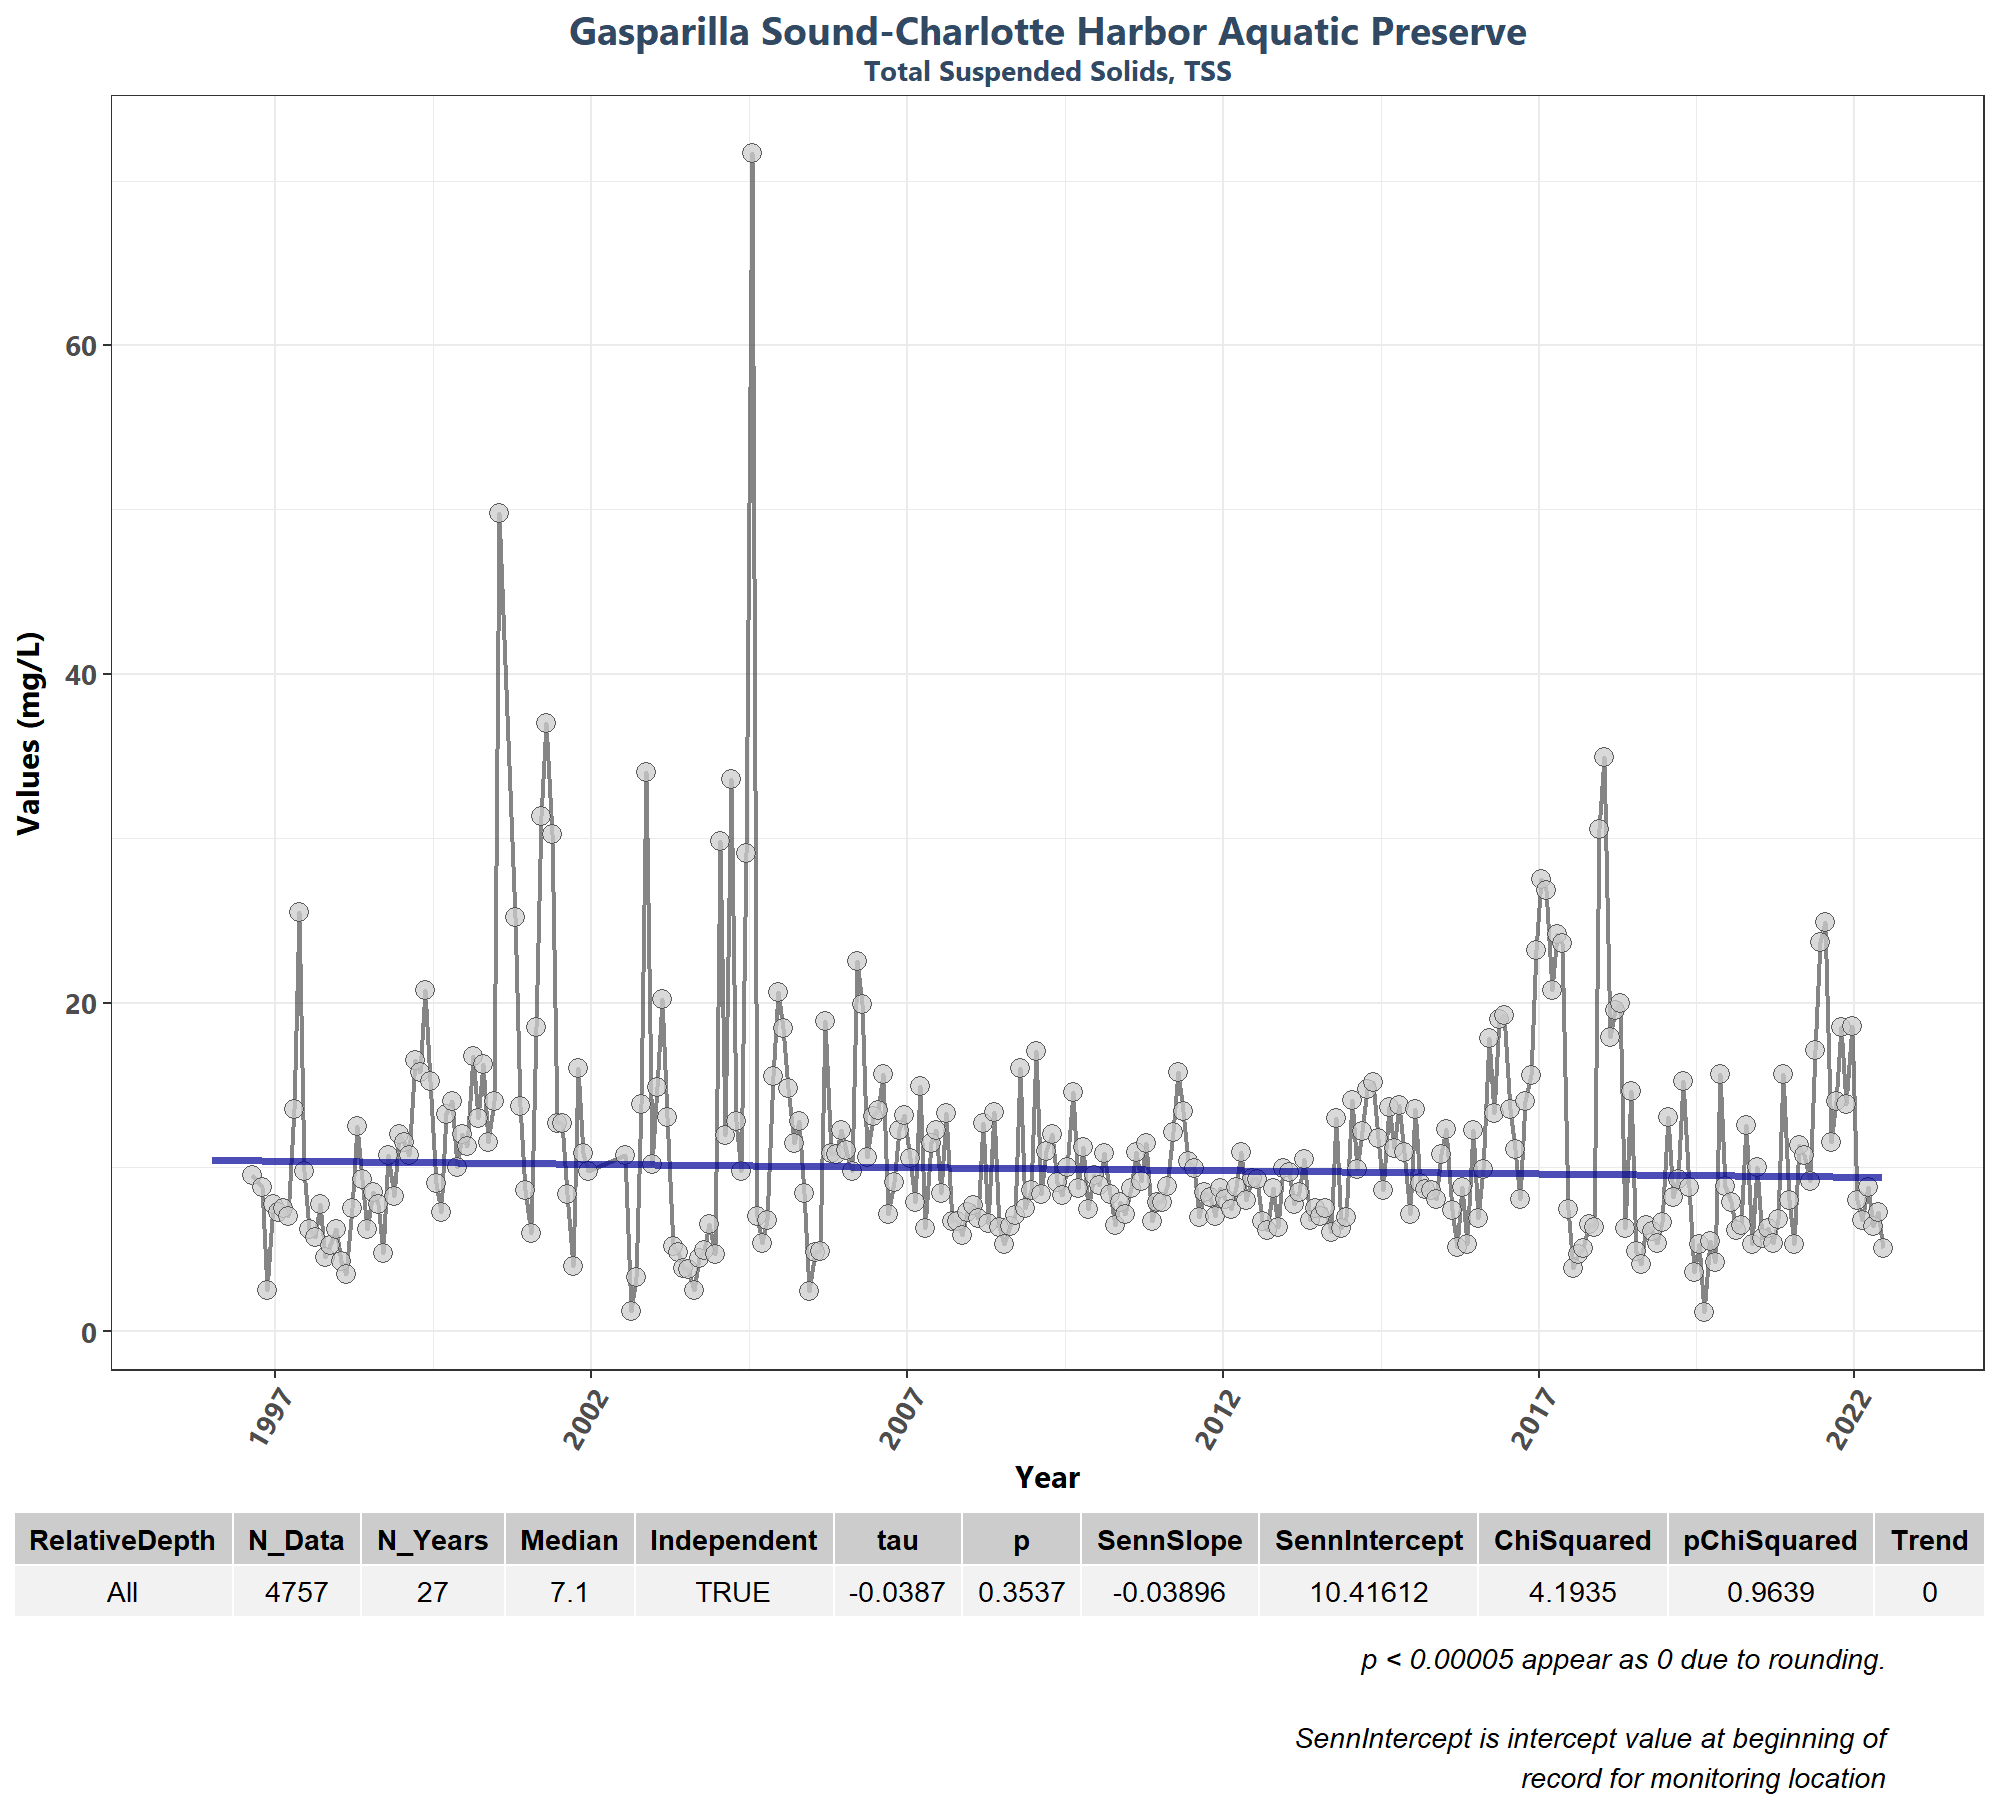 Gasparilla Sound-Charlotte Harbor Aquatic Preserve
Total Suspended Solids, TSS
Values (mg/L)
60
40
20
0
1997
2002
2007
2012
2017
2022
Year
RelativeDepth N_Data N_Years Median Independent tau p SennSlope SennIntercept ChiSquared pChiSquared Trend
All 4757 27 7.1 TRUE -0.0387 0.3537 -0.03896 10.41612 4.1935 0.9639 0
p < 0.00005 appear as 0 due to rounding.
SennIntercept is intercept value at beginning of
record for monitoring location